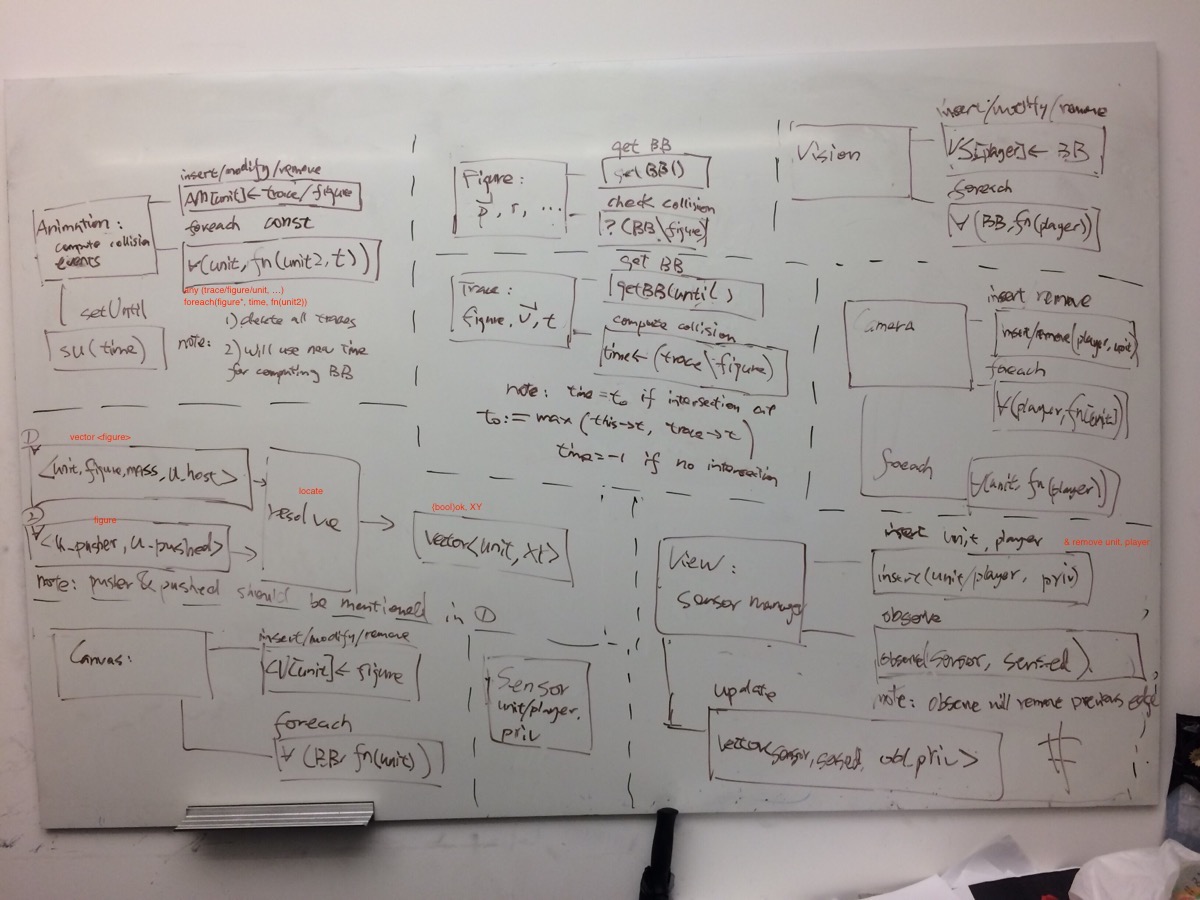 Animation:
compute collision
events
insert/modify/remove
AM[unit]←trace/figure
foreach const
∀(unit, fn(unit2, t))
any (trace/figure/unit, ...)
foreach(figure*, time, fn(unit2))
setUntil
su(time)
note:
1) delete all traces
2) will use new time
for computing BB
Figure:
p, r, ...
get BB
getBB()
check collision
?(BB\figure)
Trace:
figure, v, t
get BB
getBB(until)
compute collision
time←(trace\figure)
note: time=t₀ if intersection at
t₀:=max(this→t, trace→t)
time=-1 if no intersection
Vision
insert/modify/remove
VS[player]←BB
foreach
∀(BB, fn(player))
Camera
insert remove
insert/remove(player, unit)
foreach
∀(player, fn[unit])
foreach
∀(unit, fn(player))
①
vector <figure>
<unit, figure, mass, u_host>
②
figure
<u_pusher, u_pushed>
locate
resolve
{bool}ok, XY
vector<unit, XY>
note: pusher & pushed should be mentioned in ①
Canvas:
insert/modify/remove
CV[unit]←figure
foreach
∀(BB, fn(unit))
Sensor
unit/player,
priv
View:
sensor manager
insert unit, player
& remove unit, player
insert(unit/player, priv)
observe
observe(sensor, sensed)
note: observe will remove previous edge
update
vector<sensor, sensed, old, priv>
#